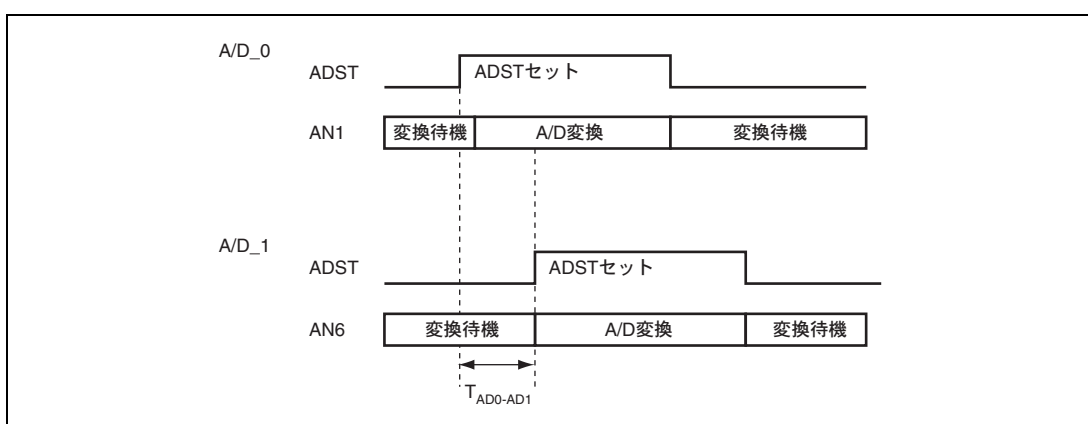 A/D_0
ADST
ADSTセット
AN1
変換待機
A/D変換
変換待機
A/D_1
ADST
ADSTセット
AN6
変換待機
A/D変換
変換待機
TAD0-AD1